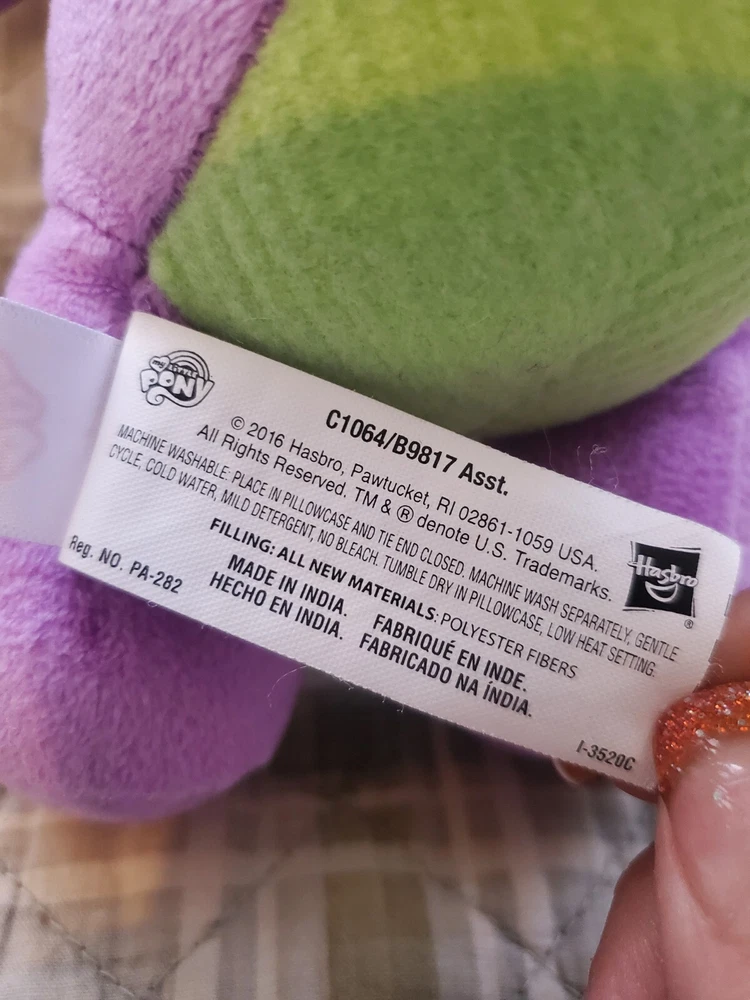 my LITTLE
PONY
C1064/B9817 Asst.
© 2016 Hasbro, Pawtucket, RI 02861-1059 USA.
All Rights Reserved. TM & ® denote U.S. Trademarks.
MACHINE WASHABLE: PLACE IN PILLOWCASE AND TIE END CLOSED. MACHINE WASH SEPARATELY, GENTLE
CYCLE, COLD WATER, MILD DETERGENT, NO BLEACH. TUMBLE DRY IN PILLOWCASE, LOW HEAT SETTING.
FILLING: ALL NEW MATERIALS: POLYESTER FIBERS
Reg. NO. PA-282
MADE IN INDIA. FABRIQUÉ EN INDE.
HECHO EN INDIA. FABRICADO NA ÍNDIA.
Hasbro ®
I-3520C